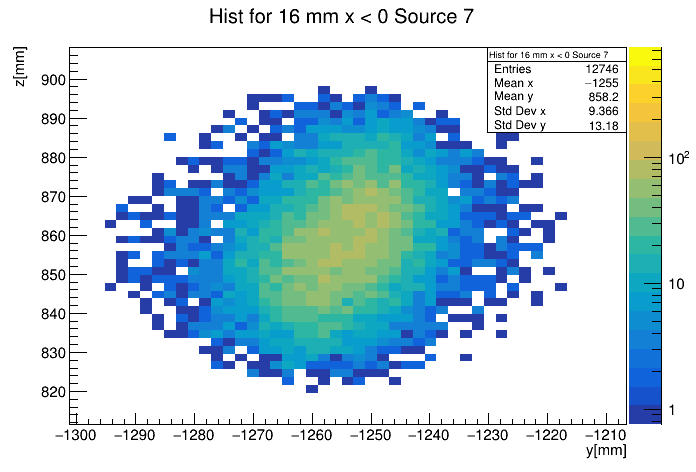 Hist for 16 mm x < 0 Source 7
z[mm]
Hist for 16 mm x < 0 Source 7
Entries 12746
Mean x −1255
Mean y 858.2
Std Dev x 9.366
Std Dev y 13.18
900
890
880
870
860
850
840
830
820
10²
10
1
−1300 −1290 −1280 −1270 −1260 −1250 −1240 −1230 −1220 −1210
y[mm]